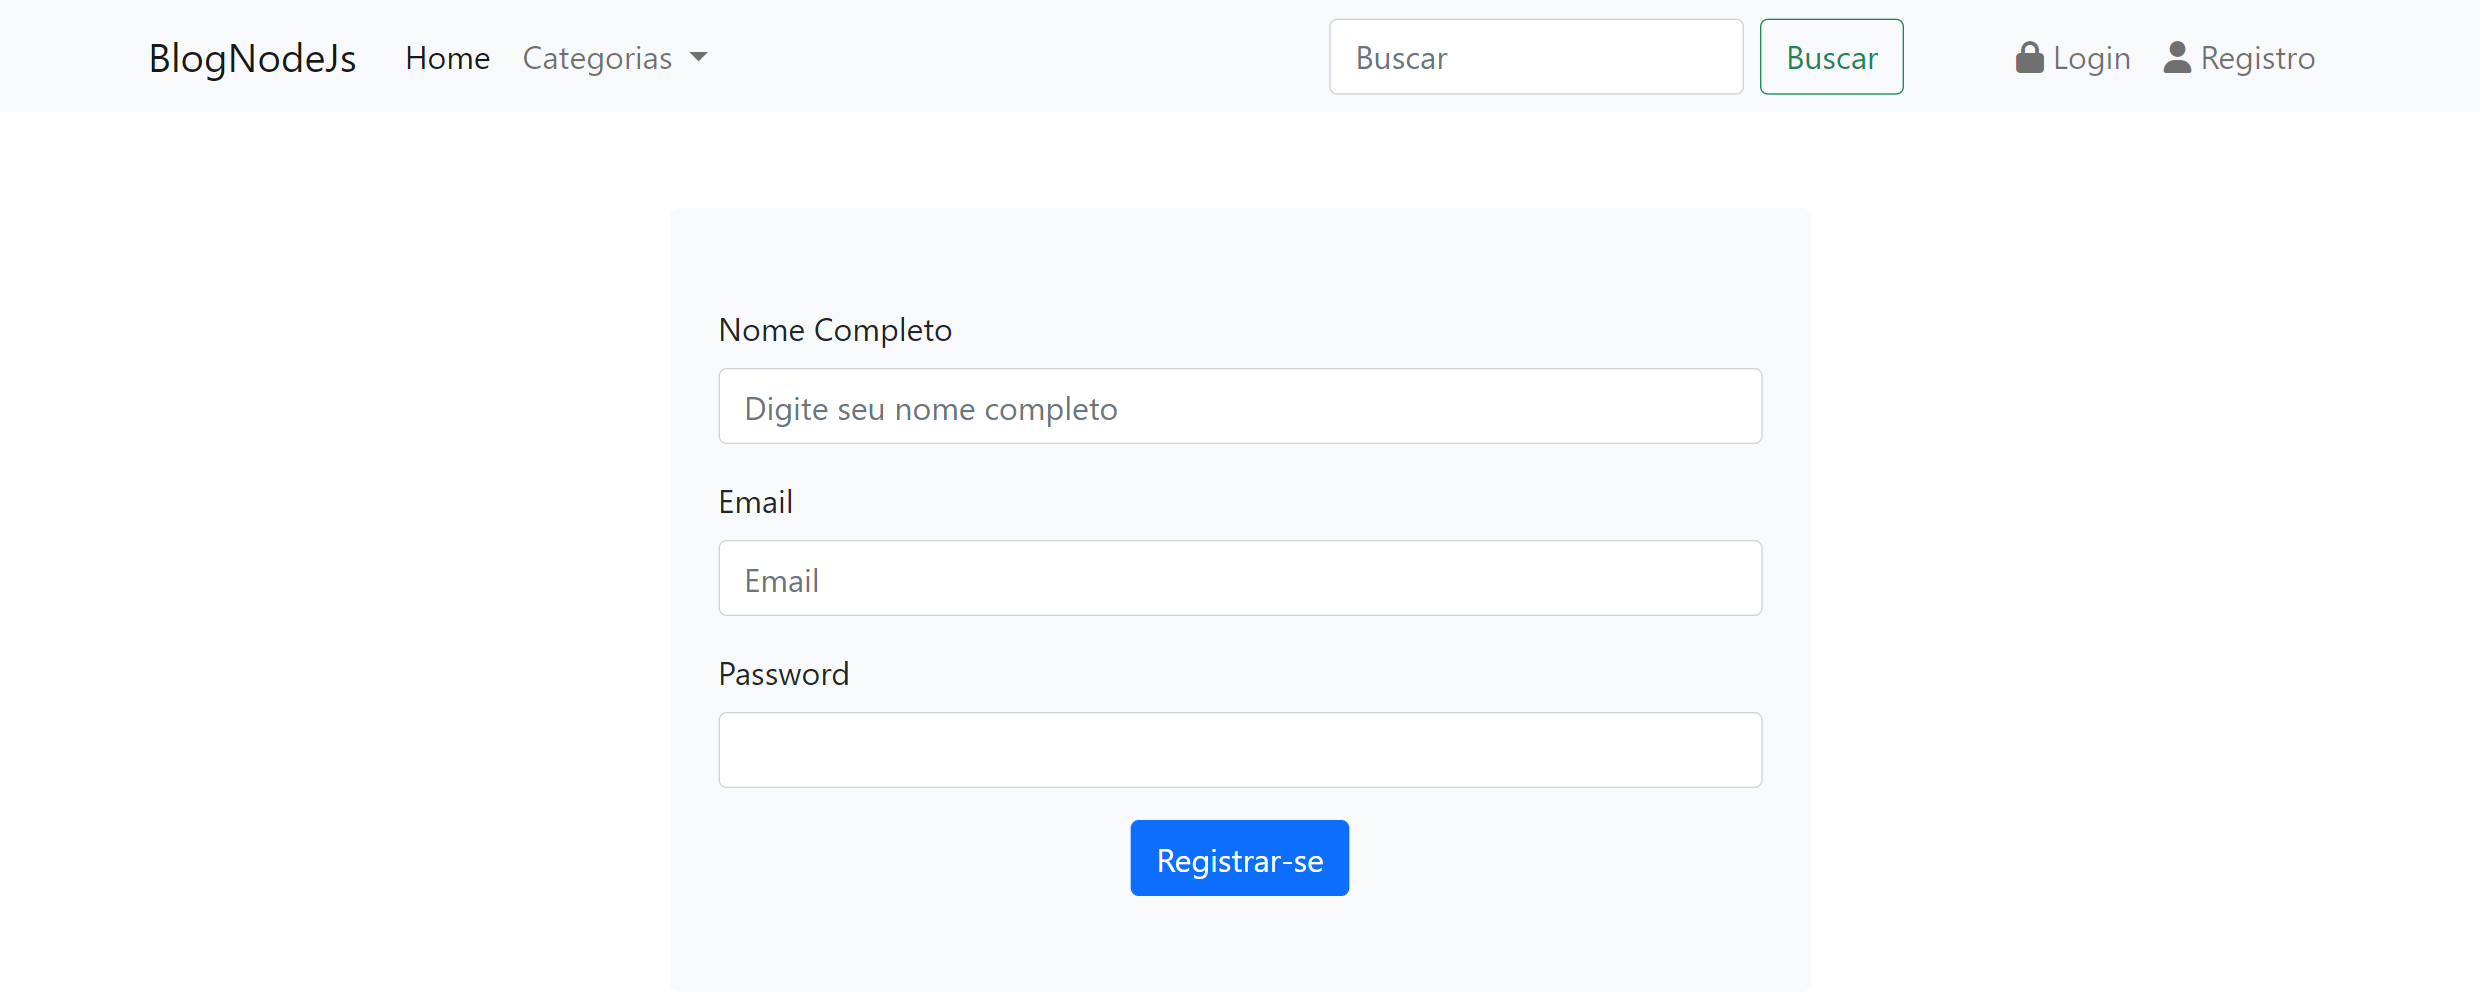 BlogNodeJs Home Categorias Buscar Buscar Login Registro
Nome Completo
Digite seu nome completo
Email
Email
Password
Registrar-se